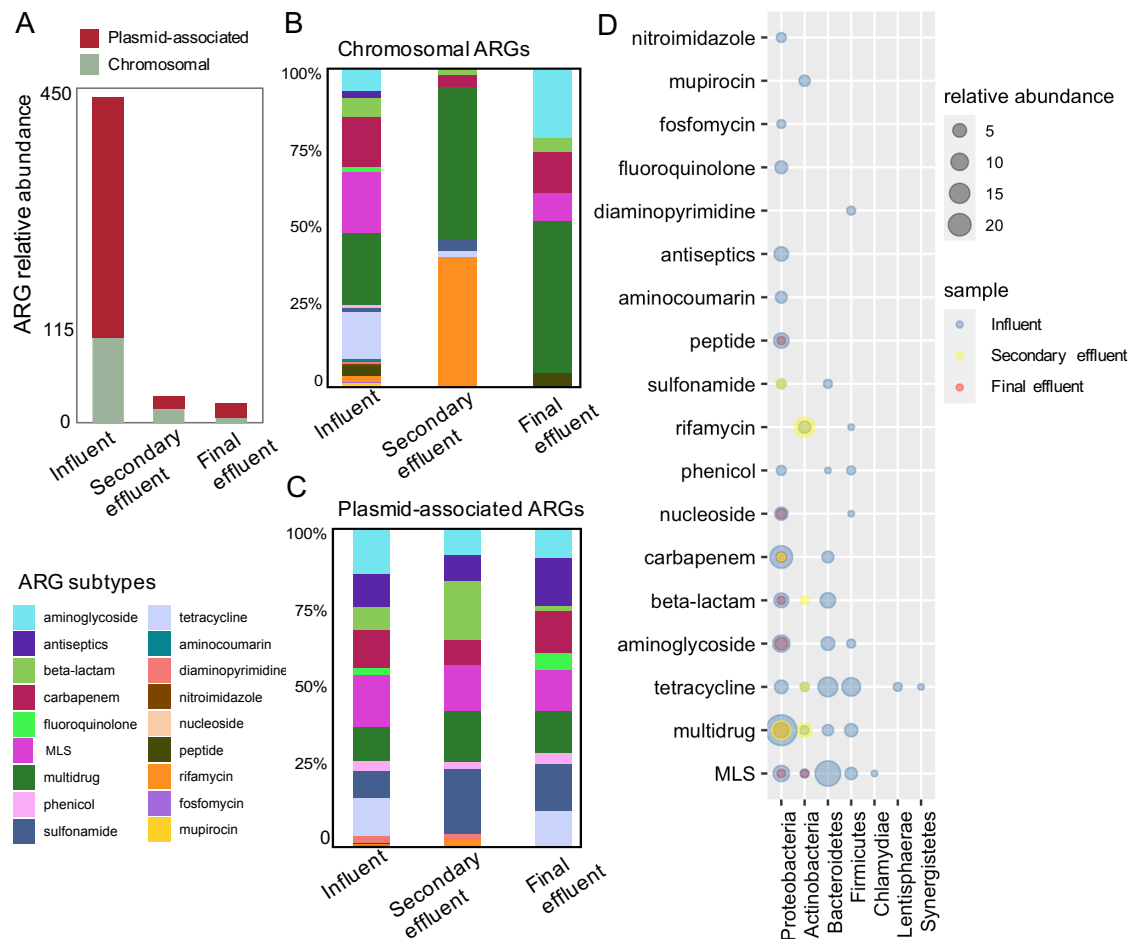 A
Plasmid-associated
Chromosomal
ARG relative abundance
450
115
0
Influent
Secondary
effluent
Final
effluent
B
Chromosomal ARGs
100%
75%
50%
25%
0
Influent
Secondary
effluent
Final
effluent
C
Plasmid-associated ARGs
100%
75%
50%
25%
0
Influent
Secondary
effluent
Final
effluent
ARG subtypes
aminoglycoside
antiseptics
beta-lactam
carbapenem
fluoroquinolone
MLS
multidrug
phenicol
sulfonamide
tetracycline
aminocoumarin
diaminopyrimidine
nitroimidazole
nucleoside
peptide
rifamycin
fosfomycin
mupirocin
D
nitroimidazole
mupirocin
fosfomycin
fluoroquinolone
diaminopyrimidine
antiseptics
aminocoumarin
peptide
sulfonamide
rifamycin
phenicol
nucleoside
carbapenem
beta-lactam
aminoglycoside
tetracycline
multidrug
MLS
Proteobacteria
Actinobacteria
Bacteroidetes
Firmicutes
Chlamydiae
Lentisphaerae
Synergistetes
relative abundance
5
10
15
20
sample
Influent
Secondary effluent
Final effluent